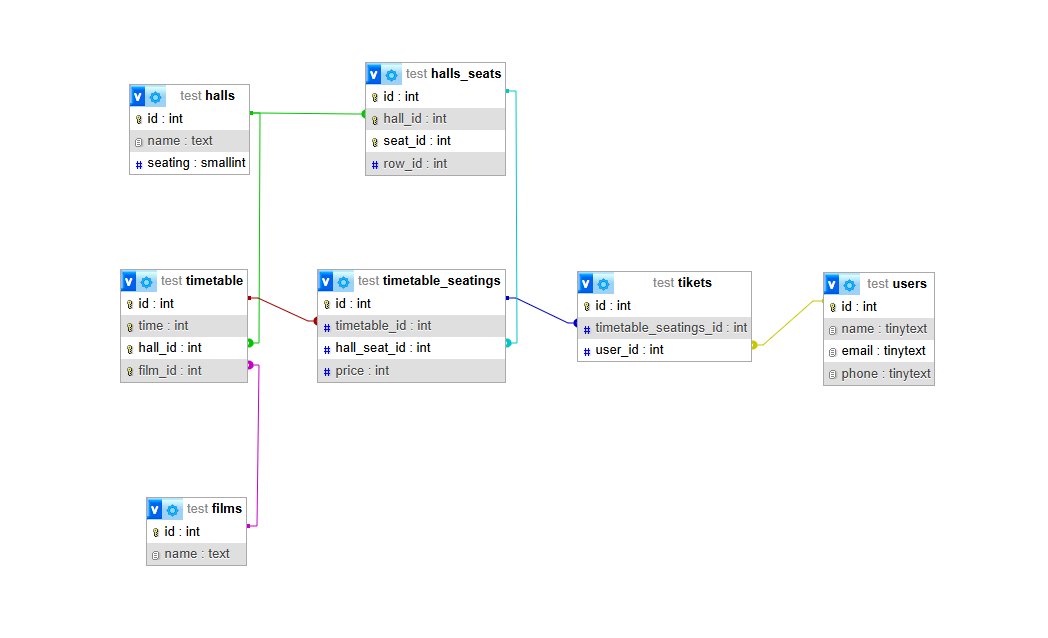 v test halls
id : int
name : text
# seating : smallint
v test halls_seats
id : int
hall_id : int
seat_id : int
# row_id : int
v test timetable
id : int
time : int
hall_id : int
film_id : int
v test timetable_seatings
id : int
# timetable_id : int
# hall_seat_id : int
# price : int
v test tikets
id : int
# timetable_seatings_id : int
# user_id : int
v test users
id : int
name : tinytext
email : tinytext
phone : tinytext
v test films
id : int
name : text